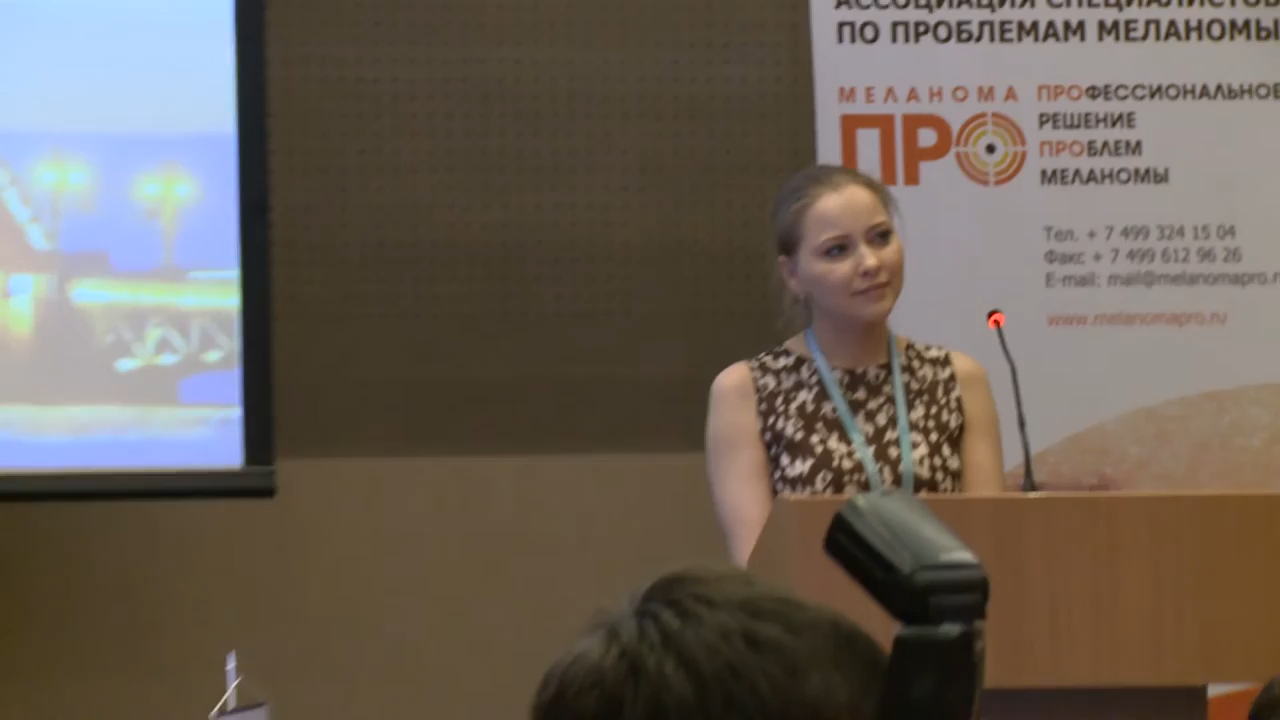 АССОЦИАЦИЯ СПЕЦИАЛИСТОВ
ПО ПРОБЛЕМАМ МЕЛАНОМЫ
МЕЛАНОМА
ПРО
ПРОФЕССИОНАЛЬНОЕ
РЕШЕНИЕ
ПРОБЛЕМ
МЕЛАНОМЫ
Тел. + 7 499 324 15 04
Факс + 7 499 612 96 26
E-mail: mail@melanomapro.r
www.melanomapro.ru